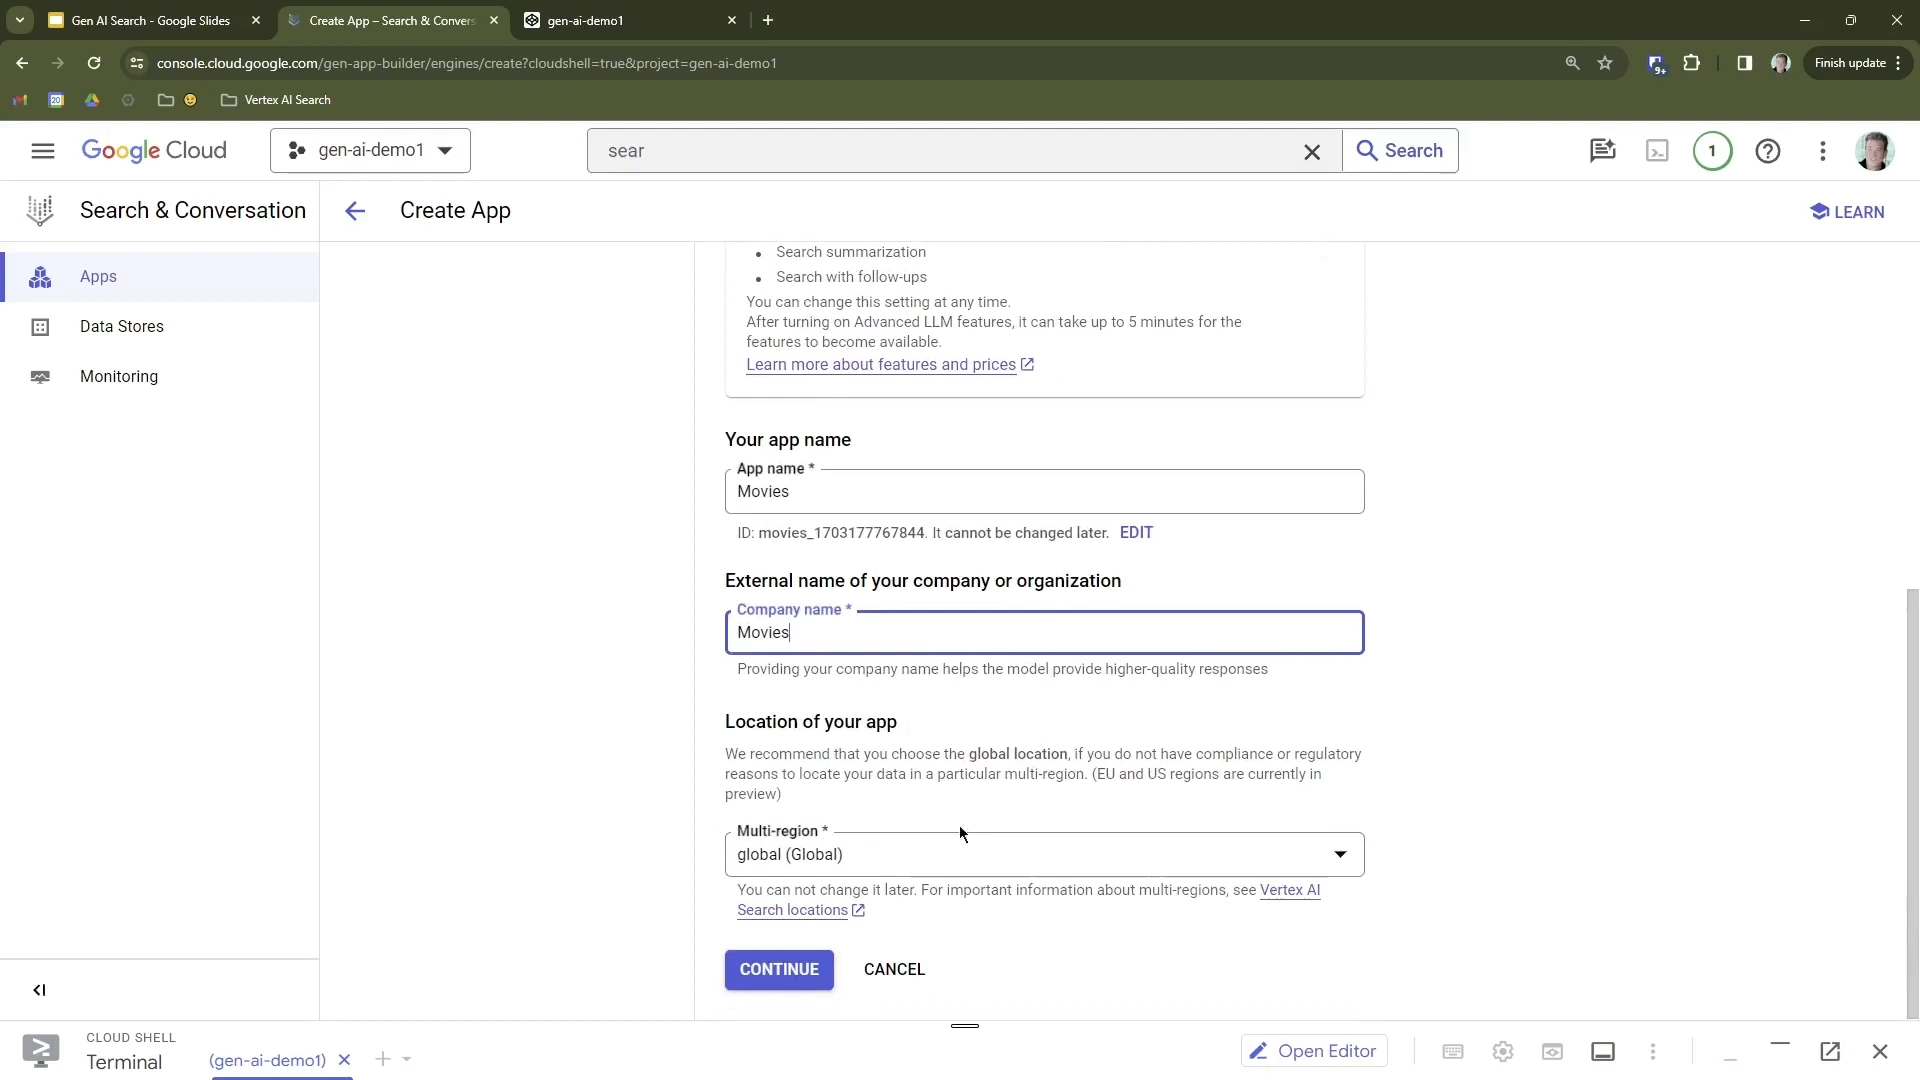 Gen AI Search - Google Slides
Create App – Search & Convers
gen-ai-demo1
console.cloud.google.com/gen-app-builder/engines/create?cloudshell=true&project=gen-ai-demo1
9+
Finish update
20
Vertex AI Search
Google Cloud
gen-ai-demo1
sear
Search
1
Search & Conversation
Create App
LEARN
Apps
Data Stores
Monitoring
Search summarization
Search with follow-ups
You can change this setting at any time.
After turning on Advanced LLM features, it can take up to 5 minutes for the
features to become available.
Learn more about features and prices
Your app name
App name *
Movies
ID: movies_1703177767844. It cannot be changed later. EDIT
External name of your company or organization
Company name *
Movies
Providing your company name helps the model provide higher-quality responses
Location of your app
We recommend that you choose the global location, if you do not have compliance or regulatory
reasons to locate your data in a particular multi-region. (EU and US regions are currently in
preview)
Multi-region *
global (Global)
You can not change it later. For important information about multi-regions, see Vertex AI
Search locations
CONTINUE
CANCEL
CLOUD SHELL
Terminal
(gen-ai-demo1)
Open Editor